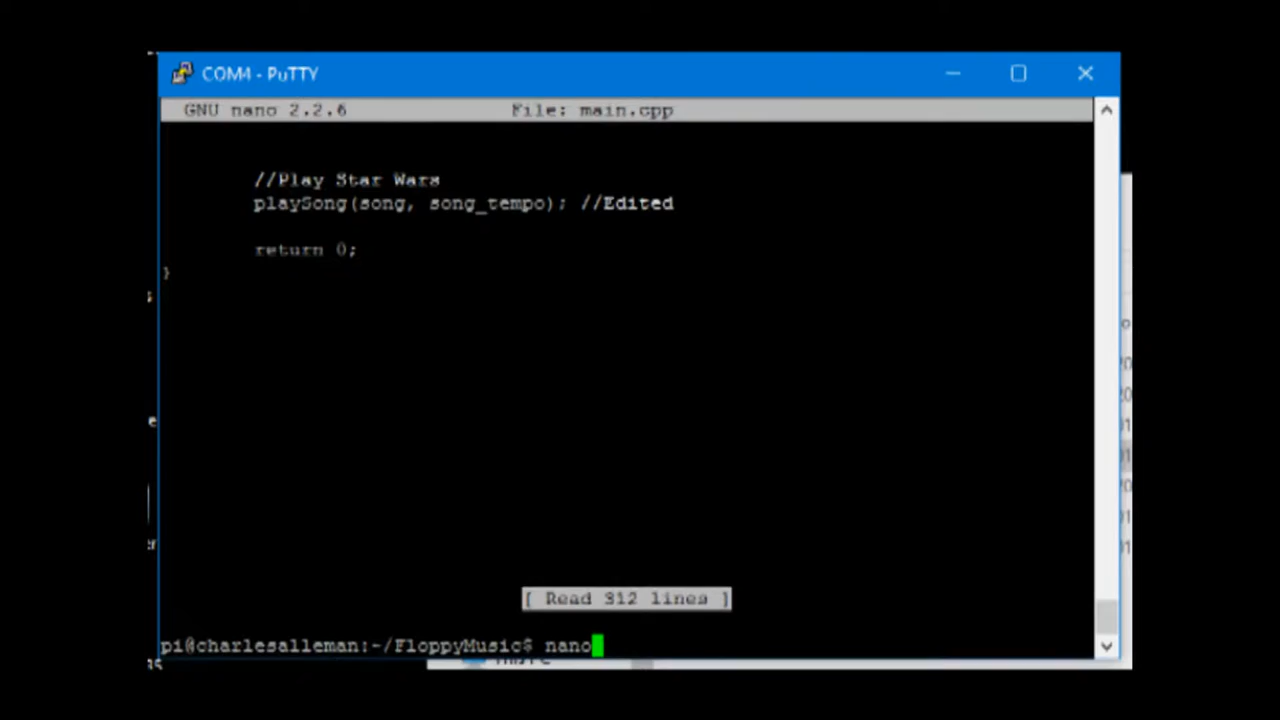 COM4 - PuTTY
GNU nano 2.2.6 File: main.cpp
//Play Star Wars
playSong(song, song_tempo); //Edited
return 0;
}
[ Read 312 lines ]
pi@charlesalleman:~/FloppyMusic$ nano